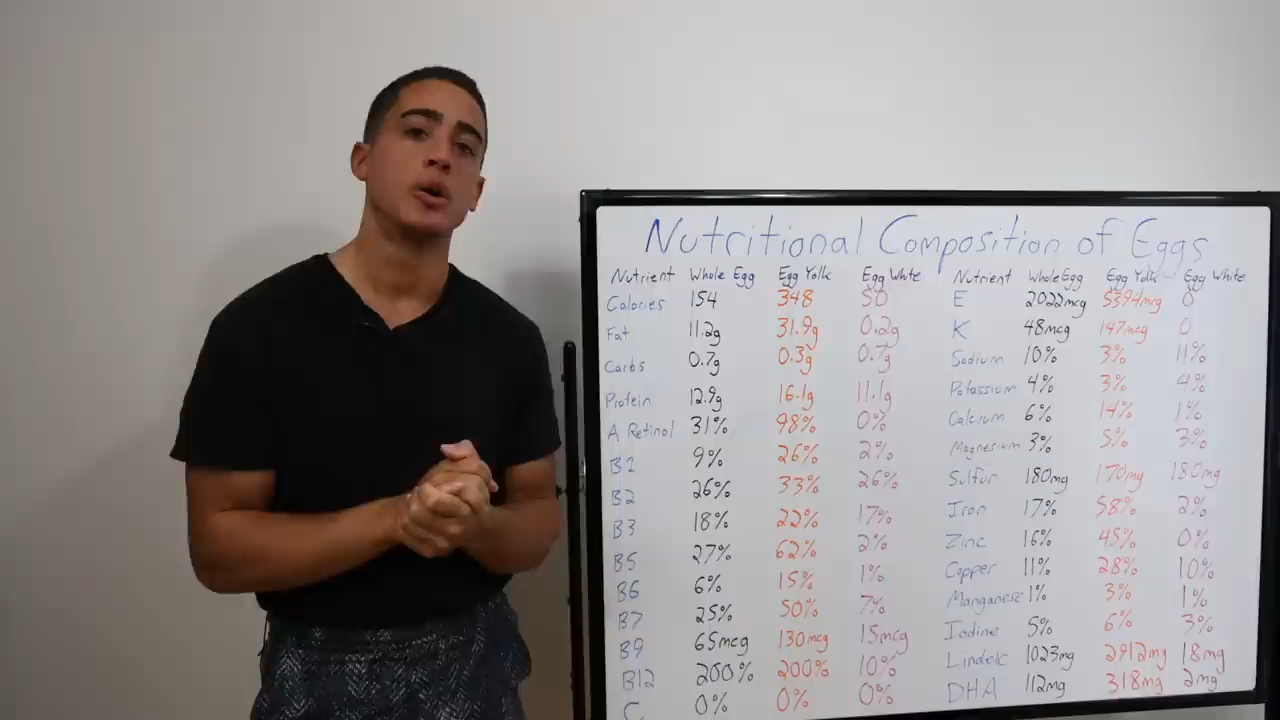 Nutritional Composition of Eggs
Nutrient Whole Egg Egg Yolk Egg White
Calories 154 348 50
Fat 11.2g 31.9g 0.2g
Carbs 0.7g 0.3g 0.7g
Protein 12.9g 16.1g 11.1g
A Retinol 31% 98% 0%
B1 9% 26% 2%
B2 26% 33% 26%
B3 18% 22% 17%
B5 27% 62% 2%
B6 6% 15% 1%
B7 25% 50% 7%
B9 65mcg 130mcg 15mcg
B12 200% 200% 10%
C 0% 0% 0%
Nutrient Whole Egg Egg Yolk Egg White
E 2022mcg 5394mcg 0
K 48mcg 147mcg 0
Sodium 10% 3% 11%
Potassium 4% 3% 4%
Calcium 6% 14% 1%
Magnesium 3% 5% 3%
Sulfur 180mg 170mg 180mg
Iron 17% 58% 2%
Zinc 16% 45% 0%
Copper 11% 28% 10%
Manganese 1% 3% 1%
Iodine 5% 6% 3%
1023mg 2912mg 18mg
DHA 112mg 318mg 2mg